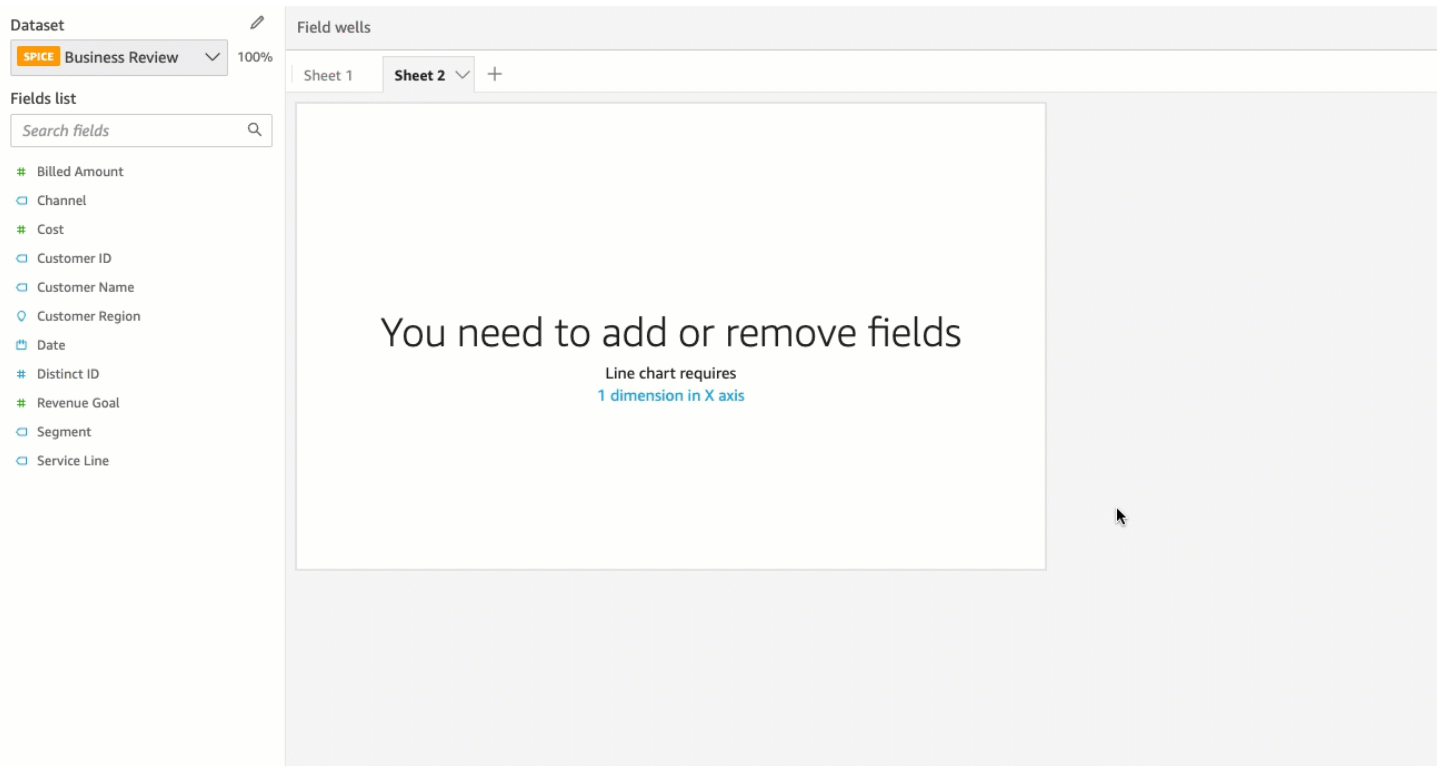 Dataset
SPICE Business Review 100%
Fields list
Search fields
Billed Amount
Channel
Cost
Customer ID
Customer Name
Customer Region
Date
Distinct ID
Revenue Goal
Segment
Service Line
Field wells
Sheet 1 Sheet 2
You need to add or remove fields
Line chart requires
1 dimension in X axis